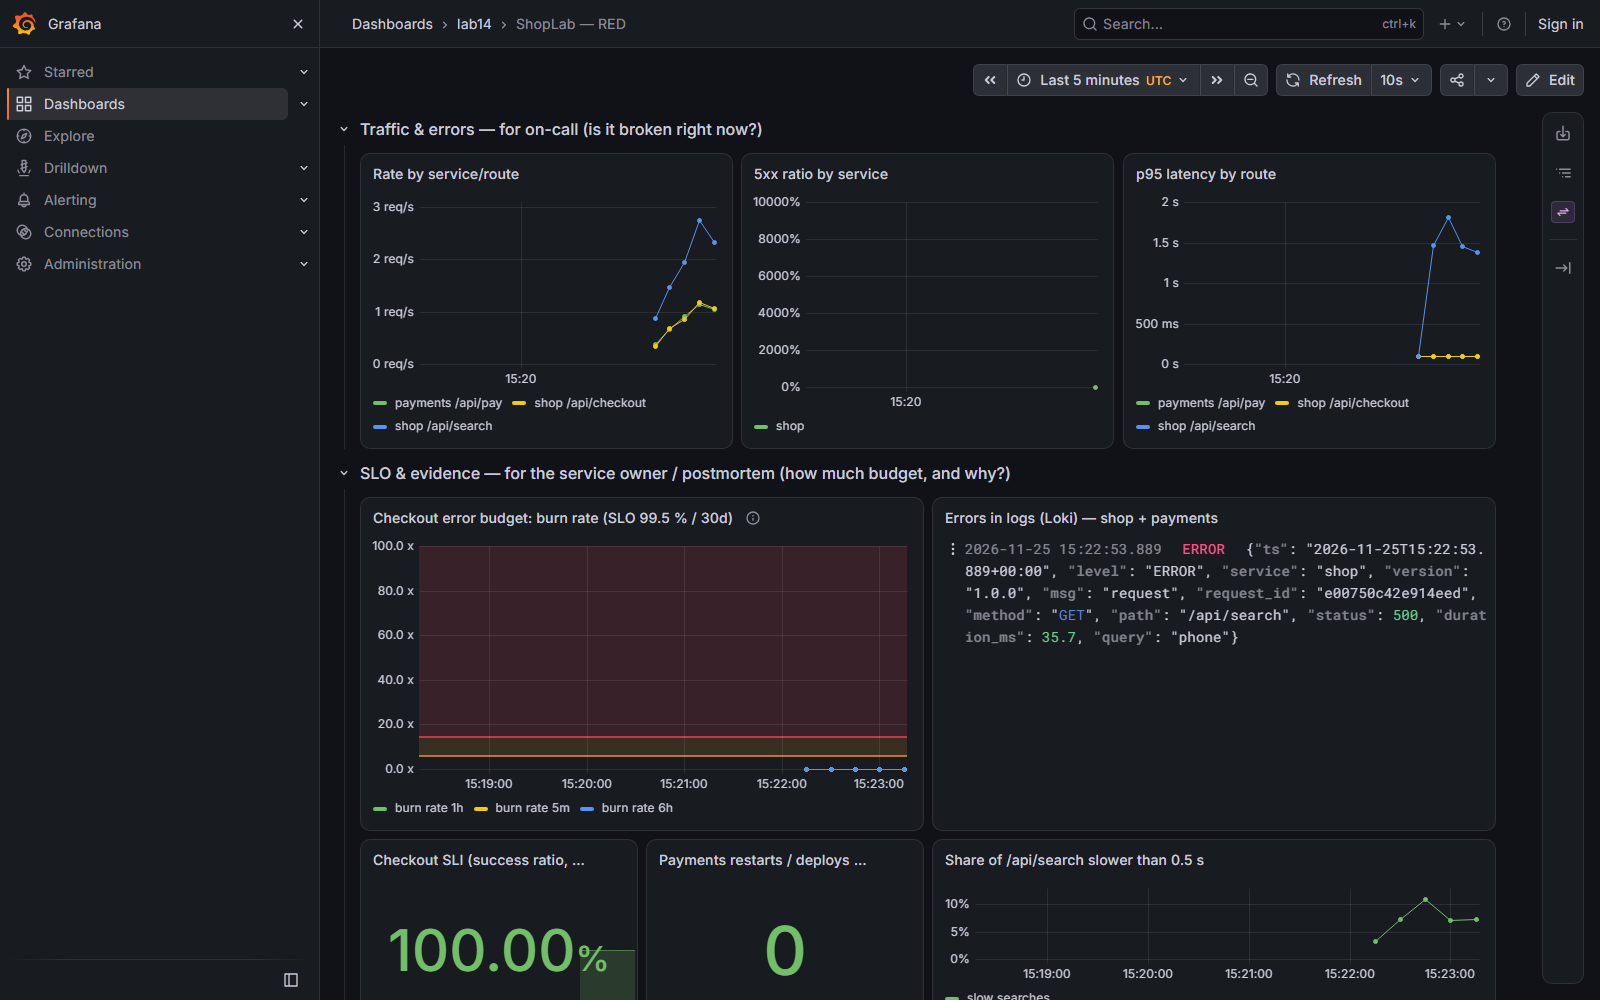 Grafana
Dashboards › lab14 › ShopLab — RED
Search...
ctrl+k
Sign in
Starred
Dashboards
Explore
Drilldown
Alerting
Connections
Administration
Last 5 minutes UTC
Refresh
10s
Edit
Traffic & errors — for on-call (is it broken right now?)
Rate by service/route
3 req/s
2 req/s
1 req/s
0 req/s
15:20
payments /api/pay
shop /api/checkout
shop /api/search
5xx ratio by service
10000%
8000%
6000%
4000%
2000%
0%
15:20
shop
p95 latency by route
2 s
1.5 s
1 s
500 ms
0 s
15:20
payments /api/pay
shop /api/checkout
shop /api/search
SLO & evidence — for the service owner / postmortem (how much budget, and why?)
Checkout error budget: burn rate (SLO 99.5 % / 30d)
100.0 x
80.0 x
60.0 x
40.0 x
20.0 x
0.0 x
15:19:00
15:20:00
15:21:00
15:22:00
15:23:00
burn rate 1h
burn rate 5m
burn rate 6h
Errors in logs (Loki) — shop + payments
2026-11-25 15:22:53.889 ERROR {"ts": "2026-11-25T15:22:53.
889+00:00", "level": "ERROR", "service": "shop", "version":
"1.0.0", "msg": "request", "request_id": "e00750c42e914eed",
"method": "GET", "path": "/api/search", "status": 500, "durat
ion_ms": 35.7, "query": "phone"}
Checkout SLI (success ratio, ...
100.00%
Payments restarts / deploys ...
0
Share of /api/search slower than 0.5 s
10%
5%
0%
15:19:00
15:20:00
15:21:00
15:22:00
15:23:00
slow searches